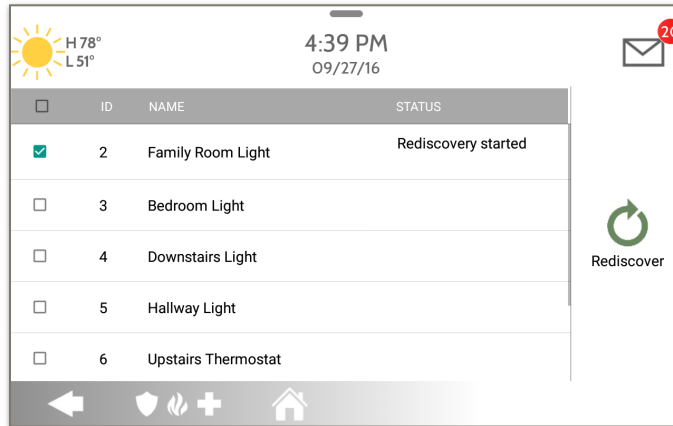 H 78°
L 51°
4:39 PM
09/27/16
ID NAME STATUS
2 Family Room Light Rediscovery started
3 Bedroom Light
4 Downstairs Light
5 Hallway Light
6 Upstairs Thermostat
Rediscover